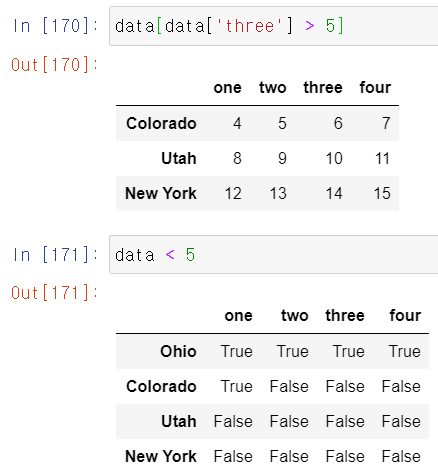 In [170]: data[data['three'] > 5]
Out[170]:
one two three four
Colorado 4 5 6 7
Utah 8 9 10 11
New York 12 13 14 15
In [171]: data < 5
Out[171]:
one two three four
Ohio True True True True
Colorado True False False False
Utah False False False False
New York False False False False